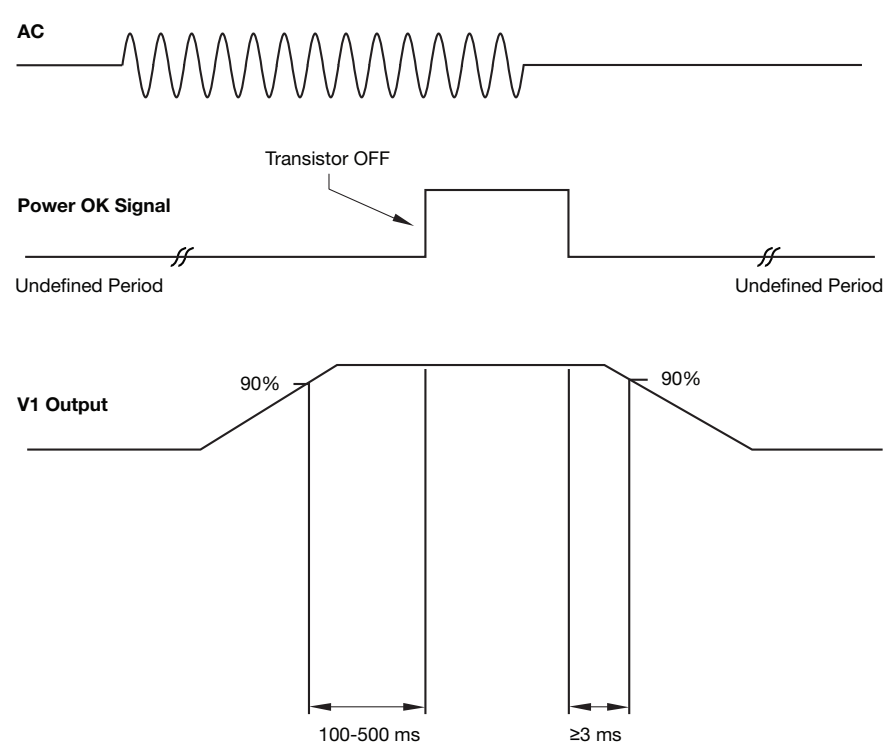 AC
Transistor OFF
Power OK Signal
Undefined Period
Undefined Period
90%
90%
V1 Output
100-500 ms
≥3 ms